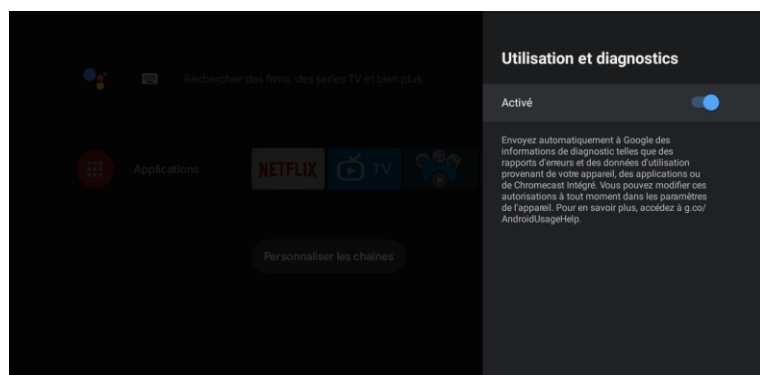 Utilisation et diagnostics
Rechercher des films, des séries TV et bien plus
Activé
Envoyez automatiquement à Google des
informations de diagnostic telles que des
rapports d'erreurs et des données d'utilisation
provenant de votre appareil, des applications ou
de Chromecast Intégré. Vous pouvez modifier ces
autorisations à tout moment dans les paramètres
de l'appareil. Pour en savoir plus, accédez à g.co/
AndroidUsageHelp.
Applications
NETFLIX
TV
Personnaliser les chaînes